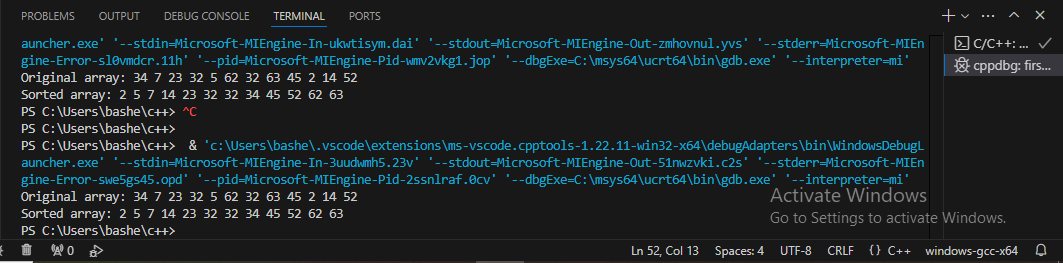 PROBLEMS OUTPUT DEBUG CONSOLE TERMINAL PORTS
auncher.exe' '--stdin=Microsoft-MIEngine-In-ukwtisym.dai' '--stdout=Microsoft-MIEngine-Out-zmhovnul.yvs' '--stderr=Microsoft-MIEn
gine-Error-sl0vmdcr.11h' '--pid=Microsoft-MIEngine-Pid-wmv2vkg1.jop' '--dbgExe=C:\msys64\ucrt64\bin\gdb.exe' '--interpreter=mi'
Original array: 34 7 23 32 5 62 32 63 45 2 14 52
Sorted array: 2 5 7 14 23 32 32 34 45 52 62 63
PS C:\Users\bashe\c++> ^C
PS C:\Users\bashe\c++>
PS C:\Users\bashe\c++>  & 'c:\Users\bashe\.vscode\extensions\ms-vscode.cpptools-1.22.11-win32-x64\debugAdapters\bin\WindowsDebugL
auncher.exe' '--stdin=Microsoft-MIEngine-In-3uudwmh5.23v' '--stdout=Microsoft-MIEngine-Out-51nwzvki.c2s' '--stderr=Microsoft-MIEn
gine-Error-swe5gs45.opd' '--pid=Microsoft-MIEngine-Pid-2ssnlraf.0cv' '--dbgExe=C:\msys64\ucrt64\bin\gdb.exe' '--interpreter=mi'
Original array: 34 7 23 32 5 62 32 63 45 2 14 52
Sorted array: 2 5 7 14 23 32 32 34 45 52 62 63
PS C:\Users\bashe\c++>
C/C++: ...
cppdbg: firs...
Activate Windows
Go to Settings to activate Windows.
0 Ln 52, Col 13 Spaces: 4 UTF-8 CRLF {} C++ windows-gcc-x64